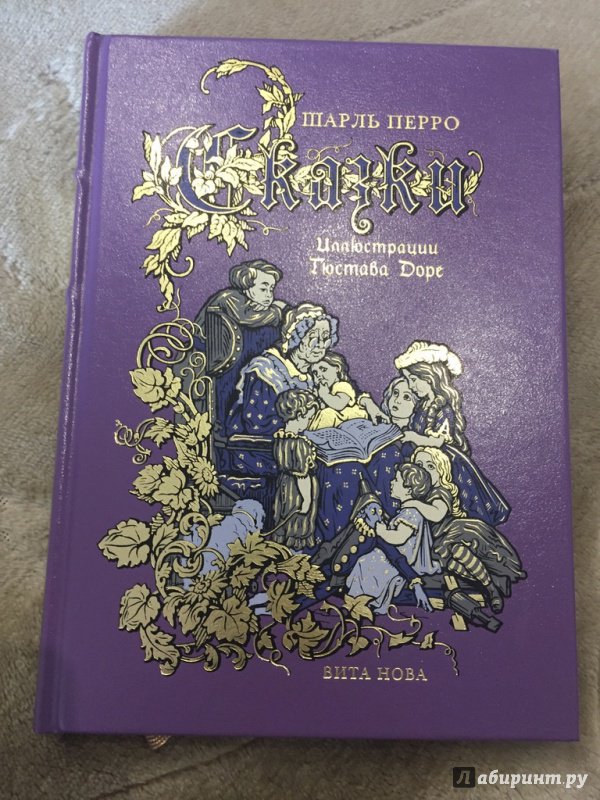 ШАРЛЬ ПЕРРО
Сказки
Иллюстрации
Гюстава Доре
ВИТА НОВА
Лабиринт.ру